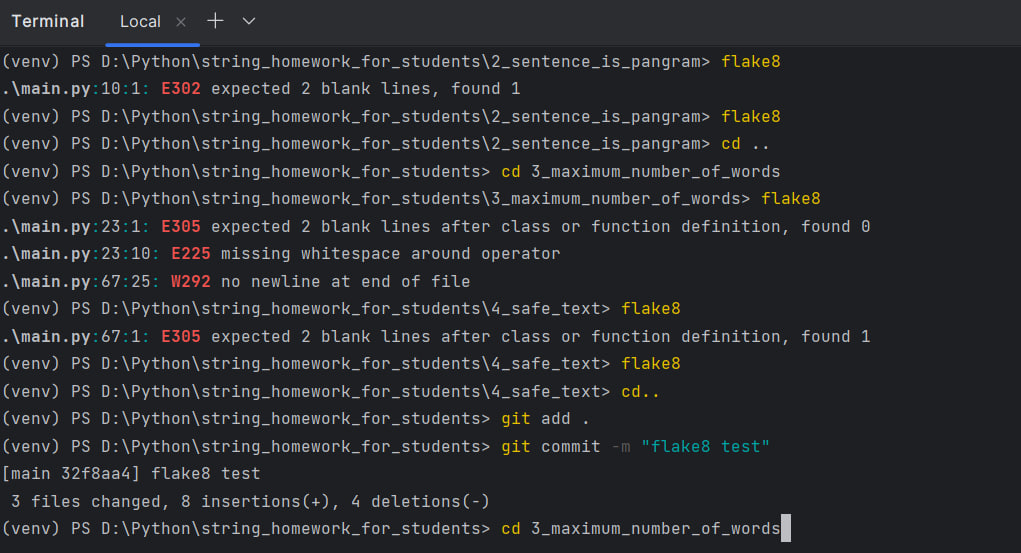 Terminal Local
(venv) PS D:\Python\string_homework_for_students\2_sentence_is_pangram> flake8
.\main.py:10:1: E302 expected 2 blank lines, found 1
(venv) PS D:\Python\string_homework_for_students\2_sentence_is_pangram> flake8
(venv) PS D:\Python\string_homework_for_students\2_sentence_is_pangram> cd ..
(venv) PS D:\Python\string_homework_for_students> cd 3_maximum_number_of_words
(venv) PS D:\Python\string_homework_for_students\3_maximum_number_of_words> flake8
.\main.py:23:1: E305 expected 2 blank lines after class or function definition, found 0
.\main.py:23:10: E225 missing whitespace around operator
.\main.py:67:25: W292 no newline at end of file
(venv) PS D:\Python\string_homework_for_students\4_safe_text> flake8
.\main.py:67:1: E305 expected 2 blank lines after class or function definition, found 1
(venv) PS D:\Python\string_homework_for_students\4_safe_text> flake8
(venv) PS D:\Python\string_homework_for_students\4_safe_text> cd..
(venv) PS D:\Python\string_homework_for_students> git add .
(venv) PS D:\Python\string_homework_for_students> git commit -m "flake8 test"
[main 32f8aa4] flake8 test
 3 files changed, 8 insertions(+), 4 deletions(-)
(venv) PS D:\Python\string_homework_for_students> cd 3_maximum_number_of_words